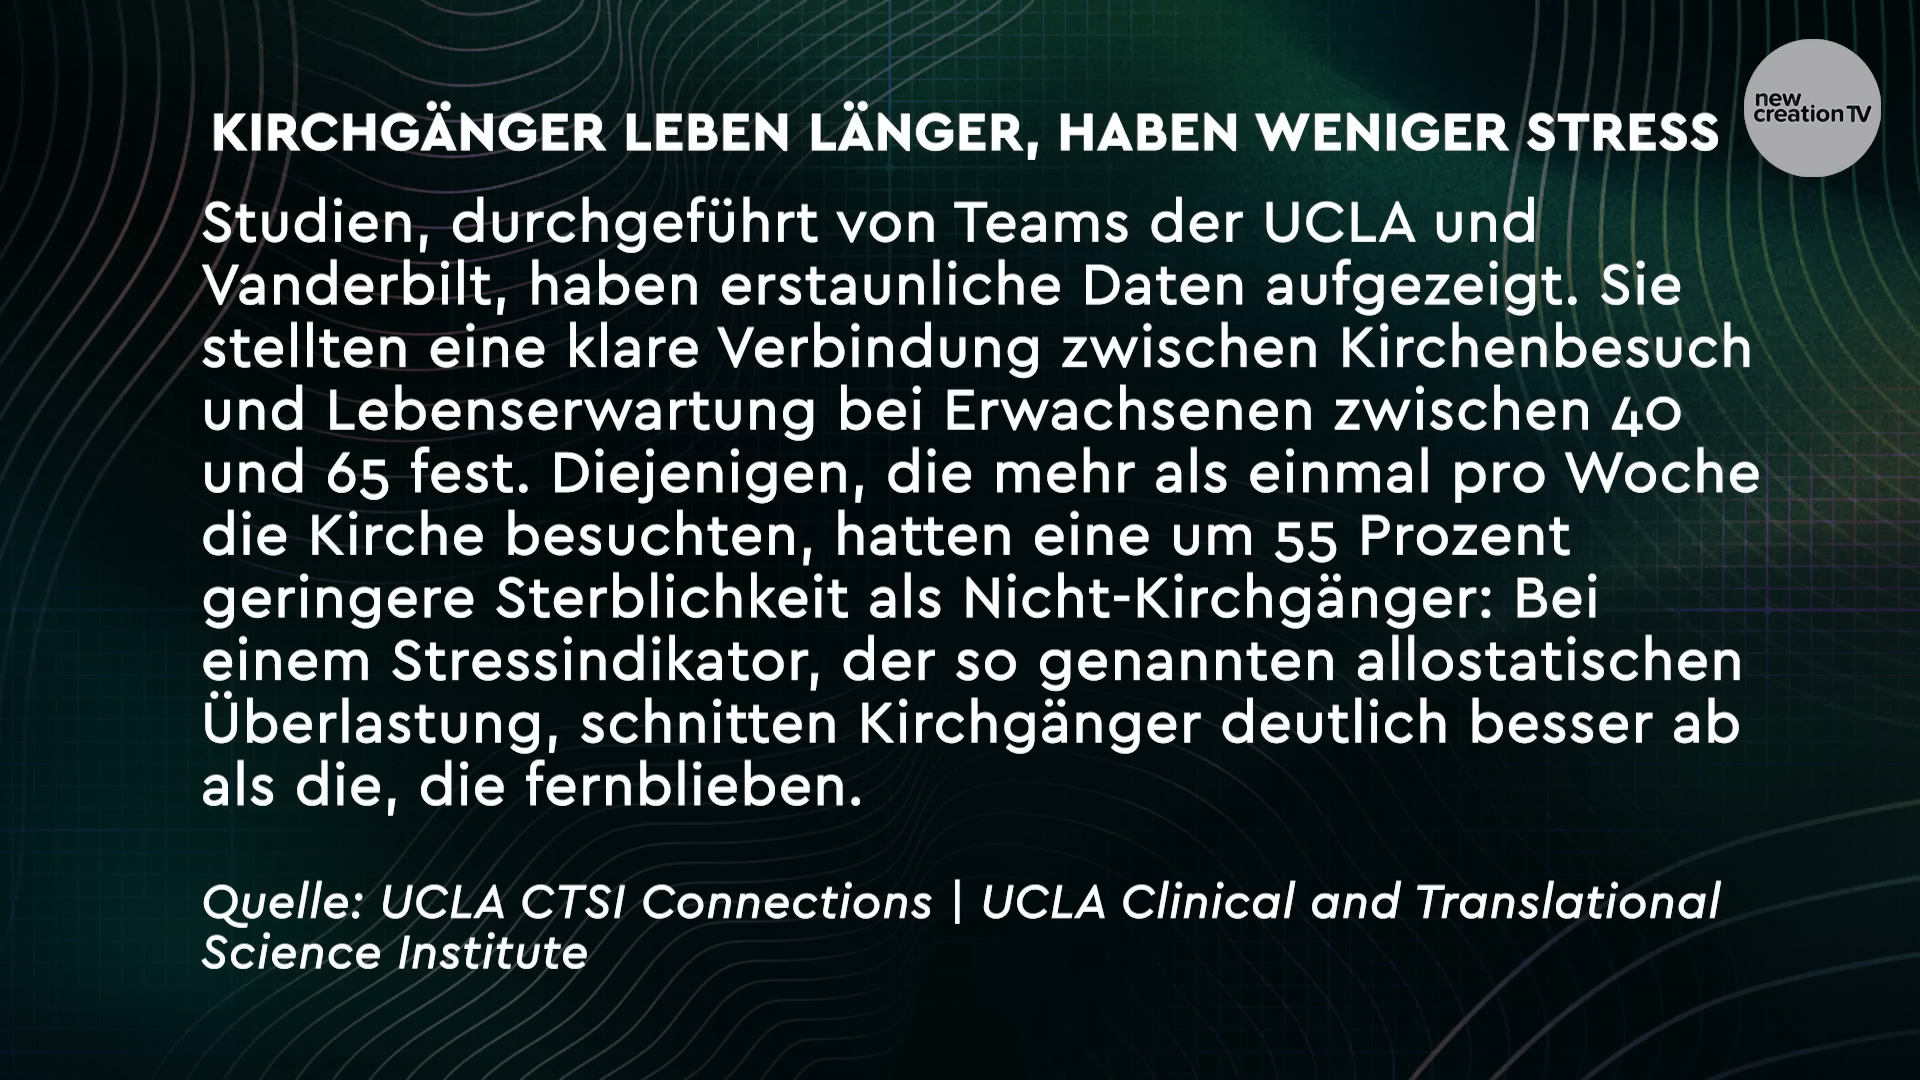 new
creation TV
KIRCHGÄNGER LEBEN LÄNGER, HABEN WENIGER STRESS
Studien, durchgeführt von Teams der UCLA und
Vanderbilt, haben erstaunliche Daten aufgezeigt. Sie
stellten eine klare Verbindung zwischen Kirchenbesuch
und Lebenserwartung bei Erwachsenen zwischen 40
und 65 fest. Diejenigen, die mehr als einmal pro Woche
die Kirche besuchten, hatten eine um 55 Prozent
geringere Sterblichkeit als Nicht-Kirchgänger: Bei
einem Stressindikator, der so genannten allostatischen
Überlastung, schnitten Kirchgänger deutlich besser ab
als die, die fernblieben.
Quelle: UCLA CTSI Connections | UCLA Clinical and Translational
Science Institute